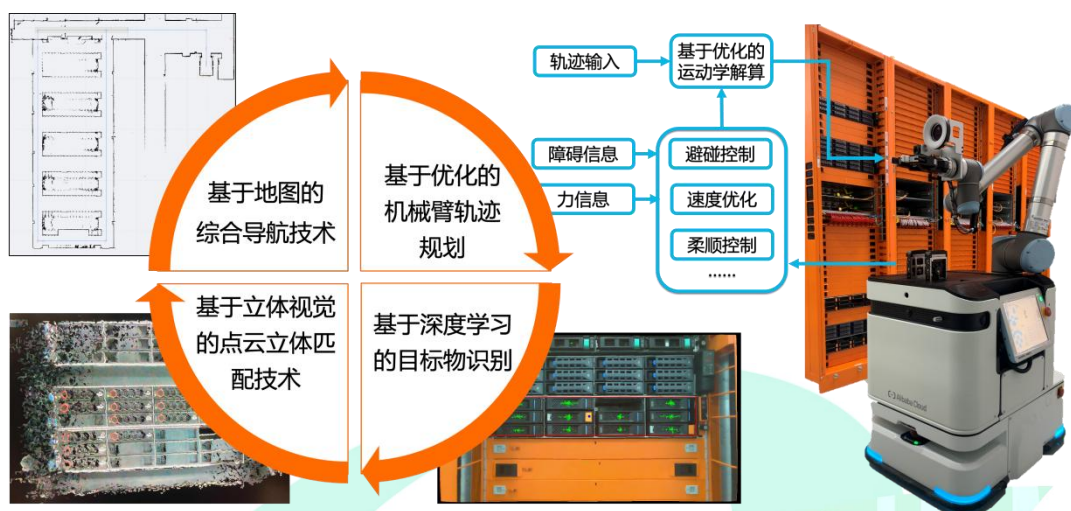 基于地图的
综合导航技术
基于优化的
机械臂轨迹
规划
基于立体视觉
的点云立体匹
配技术
基于深度学习
的目标物识别
轨迹输入
基于优化的
运动学解算
障碍信息
力信息
避碰控制
速度优化
柔顺控制
......
Alibaba Cloud